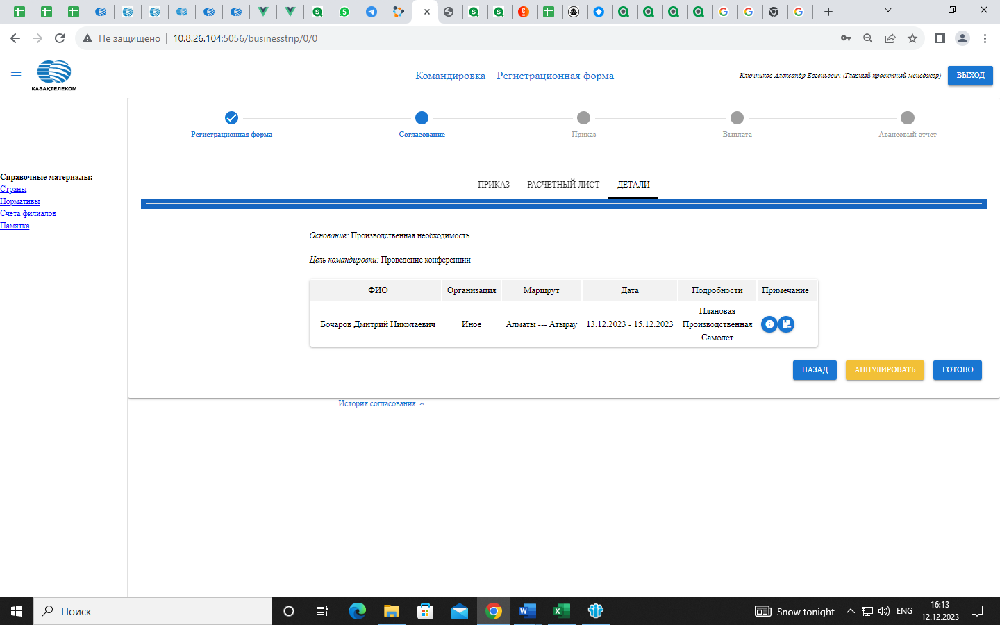 Не защищено
10.8.26.104:5056/businesstrip/0/0
ҚАЗАҚТЕЛЕКОМ
Командировка – Регистрационная форма
Ключников Александр Евгеньевич (Главный проектный менеджер)
ВЫХОД
Регистрационная форма
Согласование
Приказ
Выплата
Авансовый отчет
Справочные материалы:
Страны
Нормативы
Счета филиалов
Памятка
ПРИКАЗ РАСЧЕТНЫЙ ЛИСТ ДЕТАЛИ
Основание: Производственная необходимость
Цель командировки: Проведение конференции
ФИО Организация Маршрут Дата Подробности Примечание
Бочаров Дмитрий Николаевич Иное Алматы --- Атырау 13.12.2023 - 15.12.2023
Плановая
Производственная
Самолёт
НАЗАД АННУЛИРОВАТЬ ГОТОВО
История согласования
Поиск
Snow tonight
ENG
16:13
12.12.2023